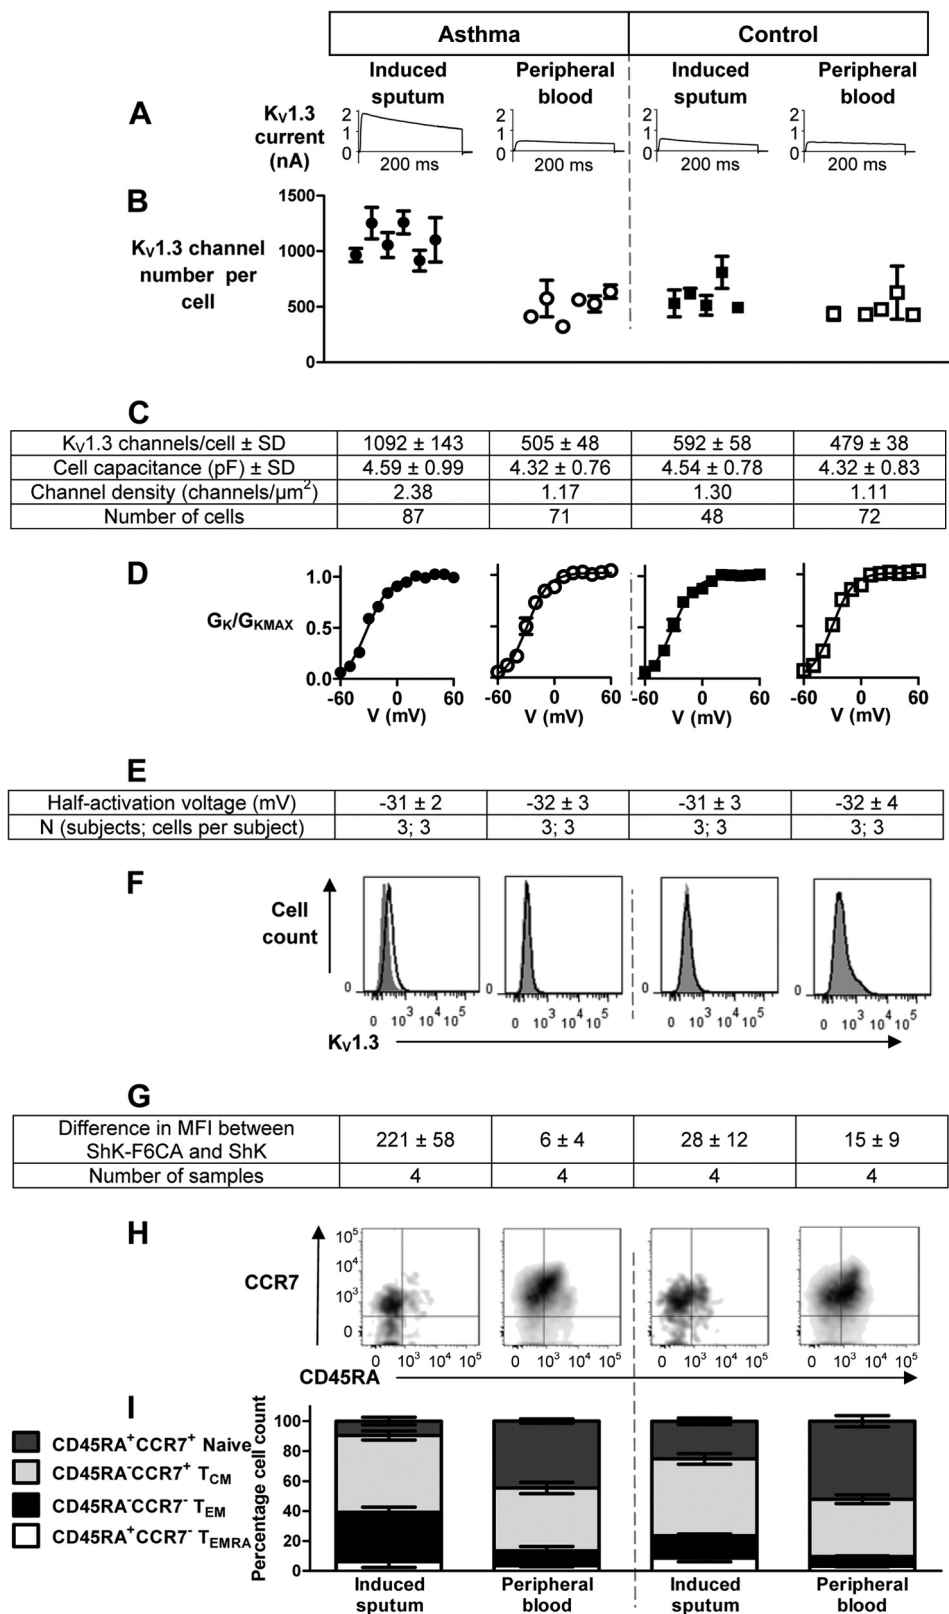 Asthma Control
Induced sputum Peripheral blood Induced sputum Peripheral blood
A
KV1.3 current (nA)
2 2 2 2
1 1 1 1
0 0 0 0
200 ms 200 ms 200 ms 200 ms
B
KV1.3 channel number per cell
1500
1000
500
0
C
KV1.3 channels/cell ± SD 1092 ± 143 505 ± 48 592 ± 58 479 ± 38
Cell capacitance (pF) ± SD 4.59 ± 0.99 4.32 ± 0.76 4.54 ± 0.78 4.32 ± 0.83
Channel density (channels/µm2) 2.38 1.17 1.30 1.11
Number of cells 87 71 48 72
D
GK/GKMAX
1.0
0.5
0.0
-60 0 60 -60 0 60 -60 0 60 -60 0 60
V (mV) V (mV) V (mV) V (mV)
E
Half-activation voltage (mV) -31 ± 2 -32 ± 3 -31 ± 3 -32 ± 4
N (subjects; cells per subject) 3; 3 3; 3 3; 3 3; 3
F
Cell count
0 0 0 0
0 103 104 105 0 103 104 105 0 103 104 105 0 103 104 105
KV1.3
G
Difference in MFI between ShK-F6CA and ShK 221 ± 58 6 ± 4 28 ± 12 15 ± 9
Number of samples 4 4 4 4
H
CCR7
105
104
103
0
0 103 104 105 0 103 104 105 0 103 104 105 0 103 104 105
CD45RA
I
CD45RA+CCR7+ Naive
CD45RA-CCR7+ TCM
CD45RA-CCR7- TEM
CD45RA+CCR7- TEMRA
Percentage cell count
100
80
60
40
20
0
Induced sputum Peripheral blood Induced sputum Peripheral blood